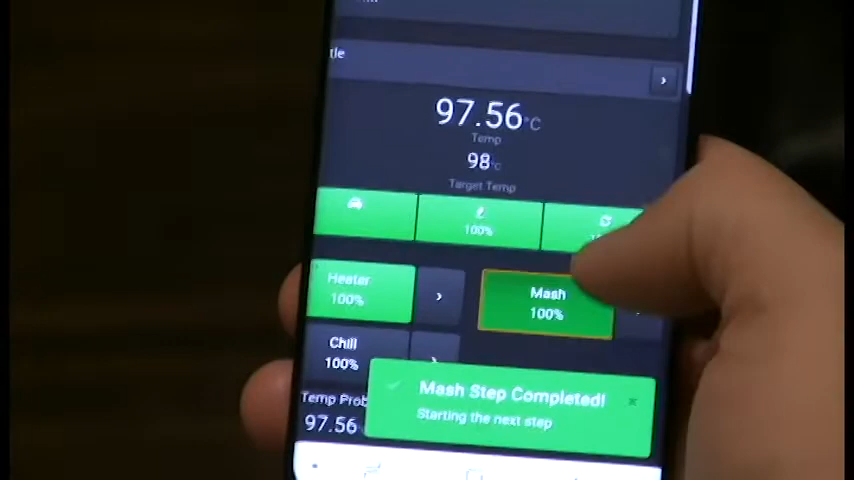 tle
97.56°C
Temp
98°C
Target Temp
100%
Heater
100%
Mash
100%
Chill
100%
Mash Step Completed!
Starting the next step
Temp Prob
97.56